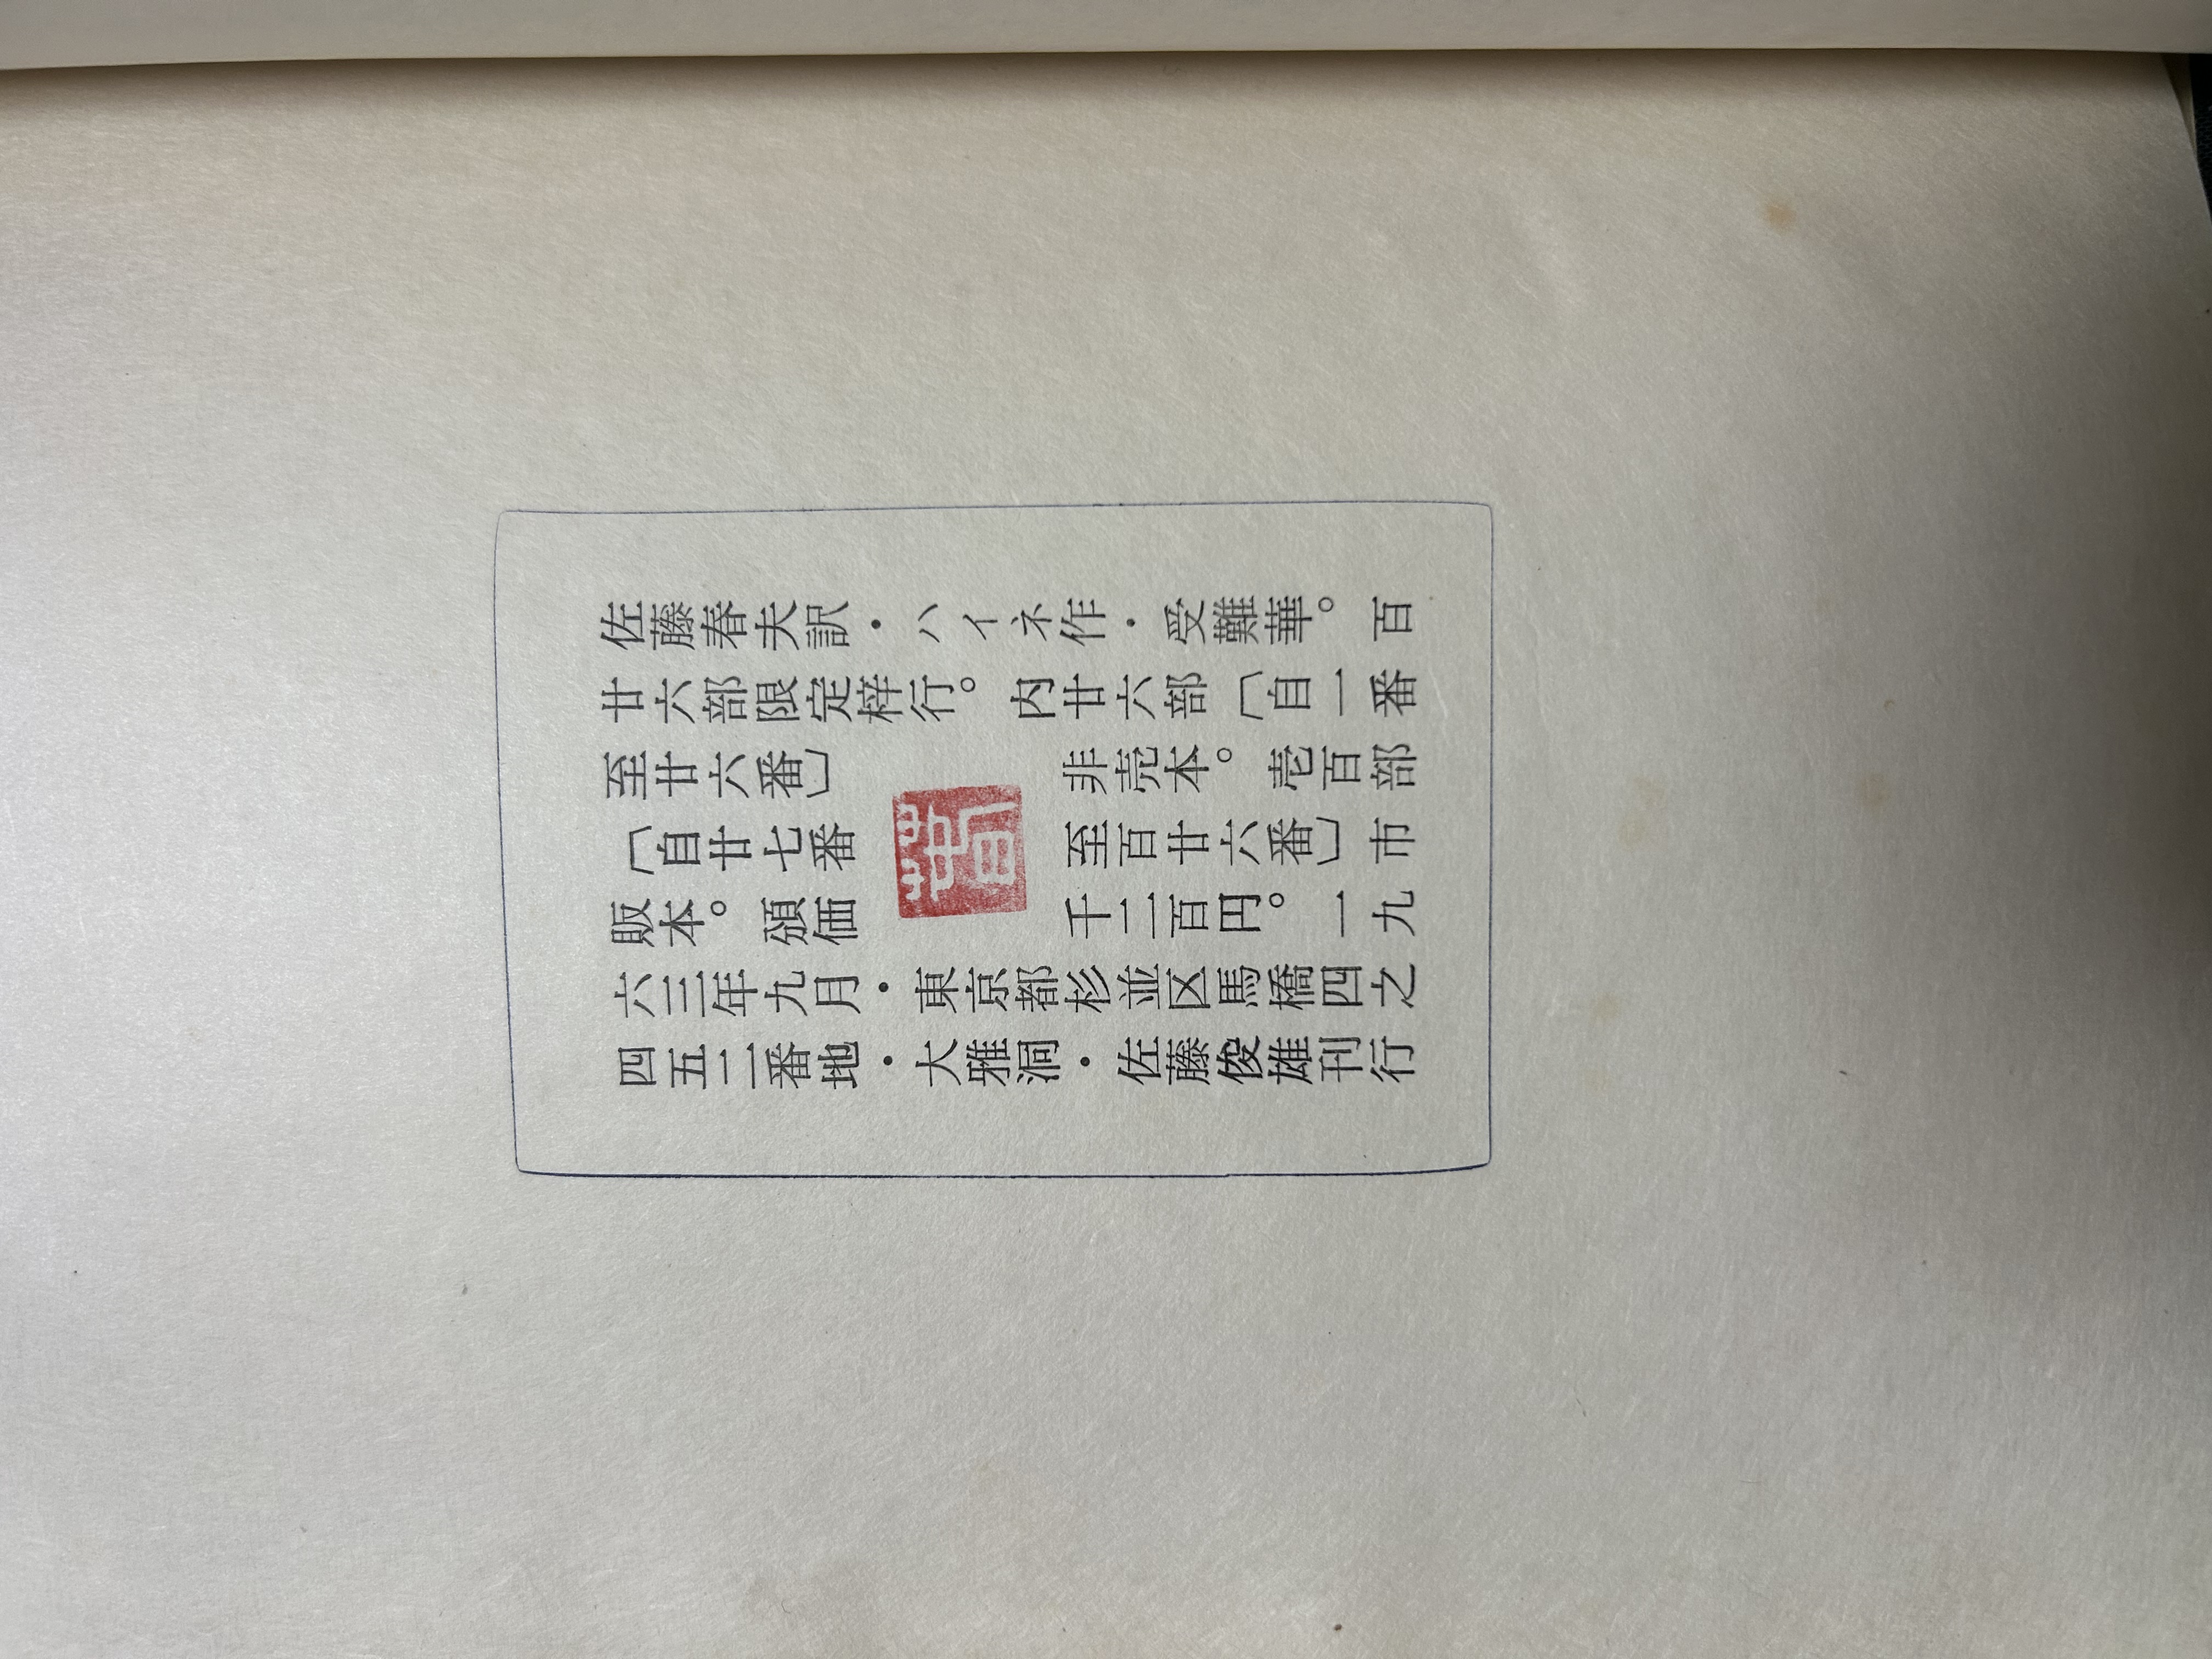 佐藤春夫訳・ハイネ作・受難華。百
廿六部限定梓行。内廿六部〔自一番
至廿六番〕非売本。壱百部
〔自廿七番至百廿六番〕市
販本。頒価千二百円。一九
六三年九月・東京都杉並区馬橋四之
四五二番地・大雅洞・佐藤俊雄刊行